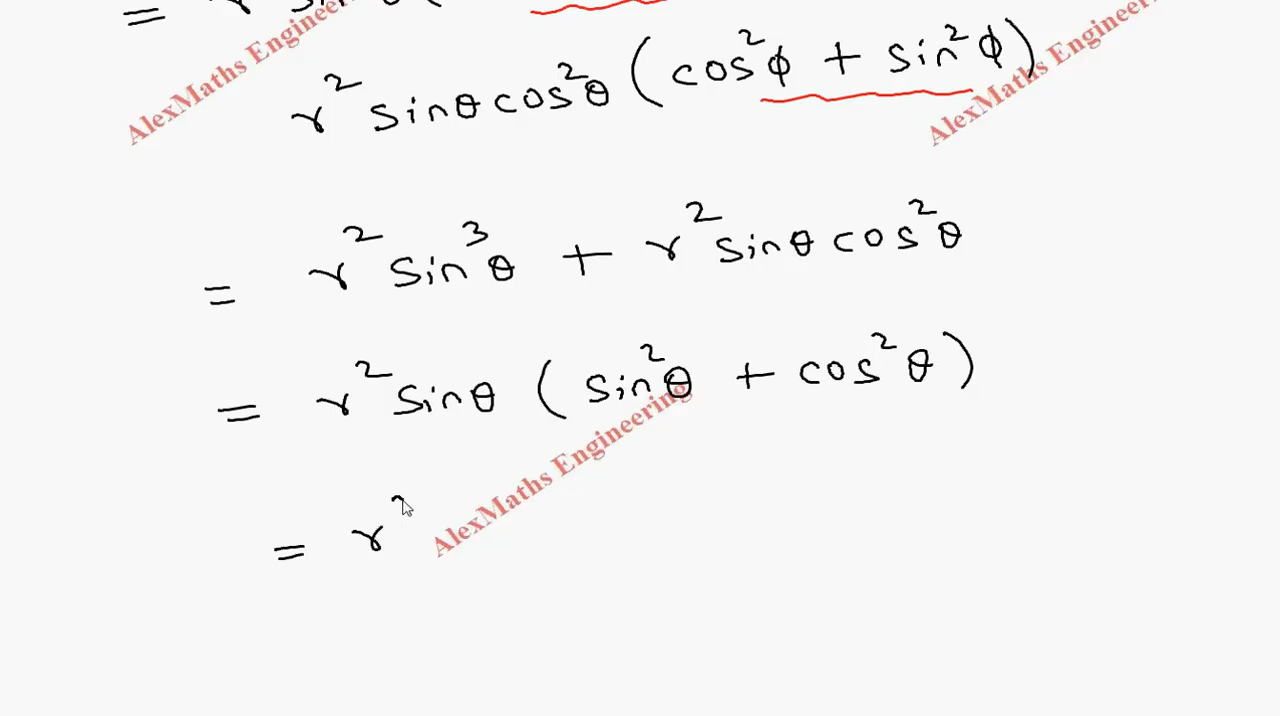 =
AlexMaths Engineering
r² sinθ cos²θ (cos²φ + sin²φ)
AlexMaths Engineering
= r² sin³θ + r² sinθ cos²θ
= r² sinθ (sin²θ + cos²θ)
AlexMaths Engineering
= r²